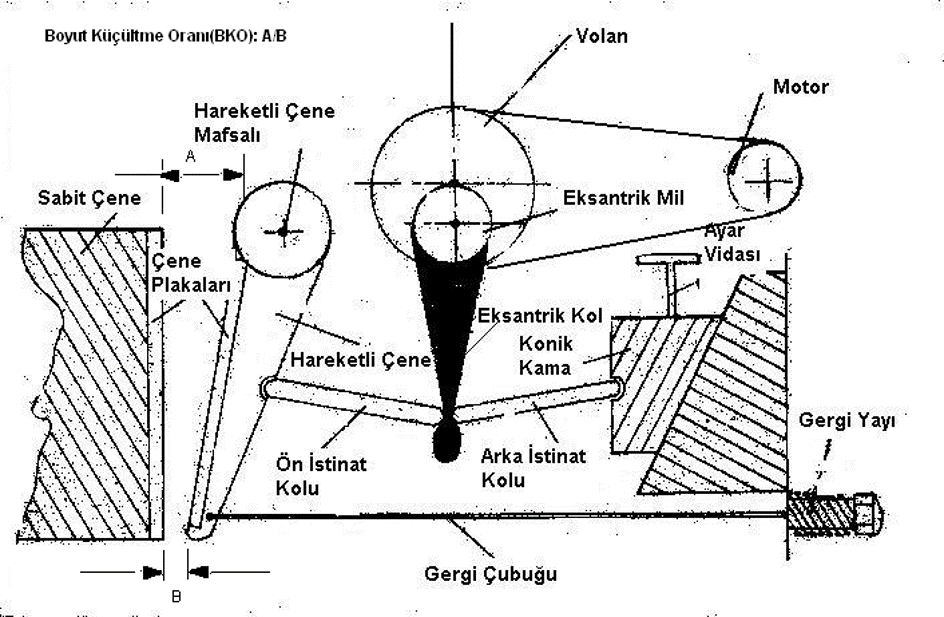 Boyut Küçültme Oranı(BKO): A/B
Volan
Motor
Hareketli Çene
Mafsalı
A
Sabit Çene
Eksantrik Mil
Ayar
Vidası
Çene
Plakaları
Eksantrik Kol
Konik
Kama
Hareketli Çene
Gergi Yayı
Ön İstinat
Kolu
Arka İstinat
Kolu
Gergi Çubuğu
B